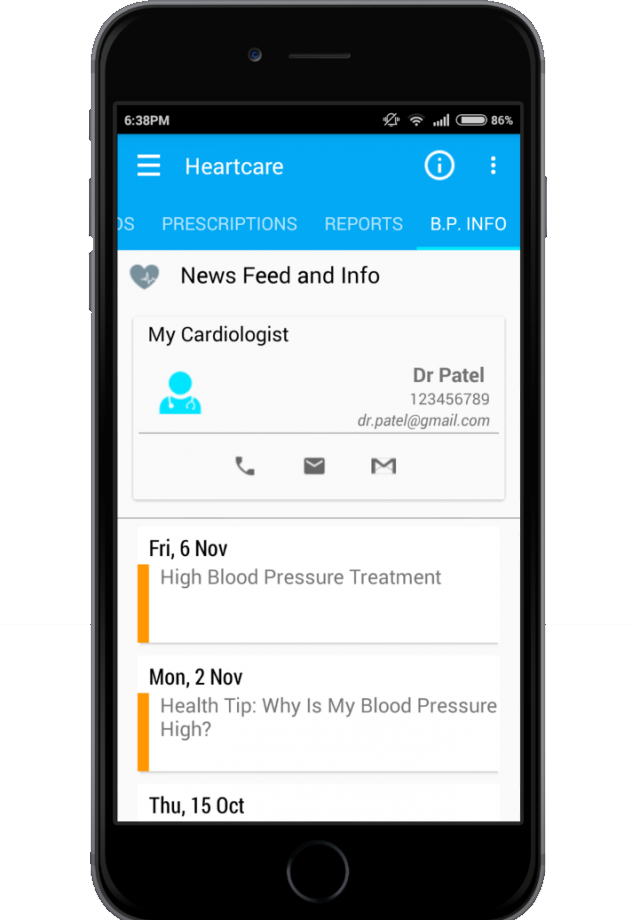 6:38PM 86%
Heartcare
DS PRESCRIPTIONS REPORTS B.P. INFO
News Feed and Info
My Cardiologist
Dr Patel
123456789
dr.patel@gmail.com
Fri, 6 Nov
High Blood Pressure Treatment
Mon, 2 Nov
Health Tip: Why Is My Blood Pressure
High?
Thu, 15 Oct